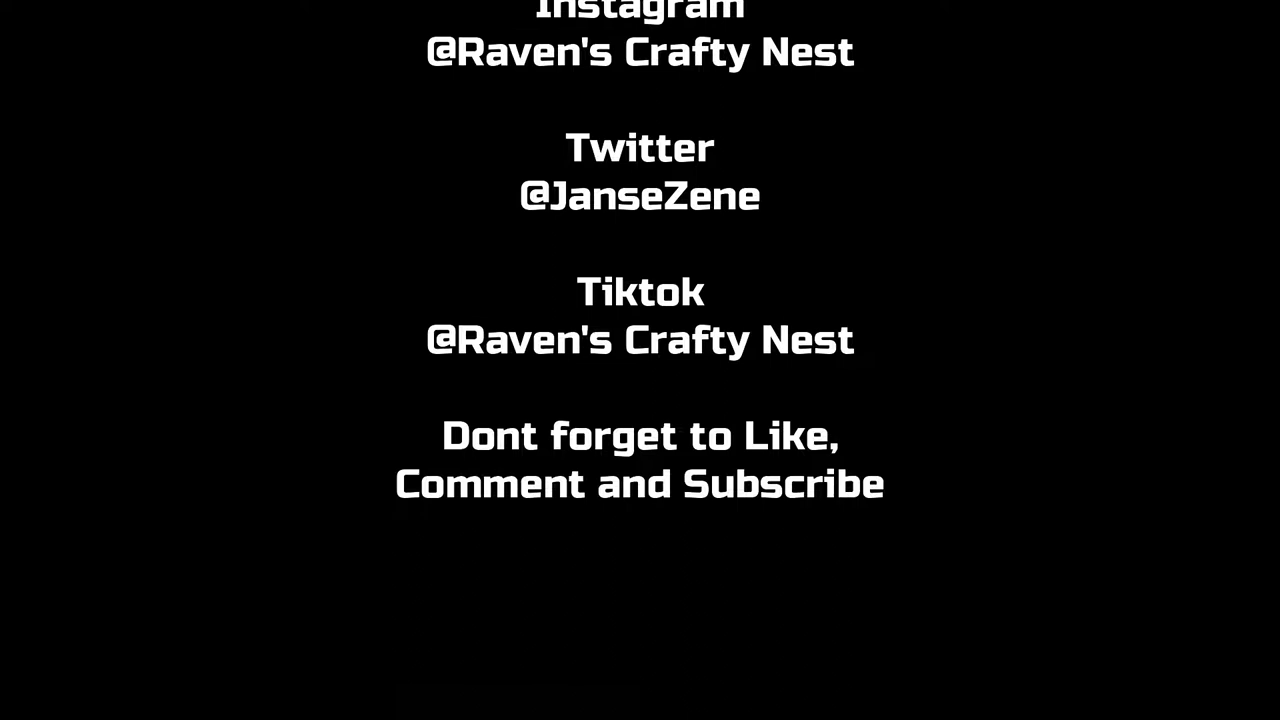 Instagram
@Raven's Crafty Nest
Twitter
@JanseZene
Tiktok
@Raven's Crafty Nest
Dont forget to Like,
Comment and Subscribe